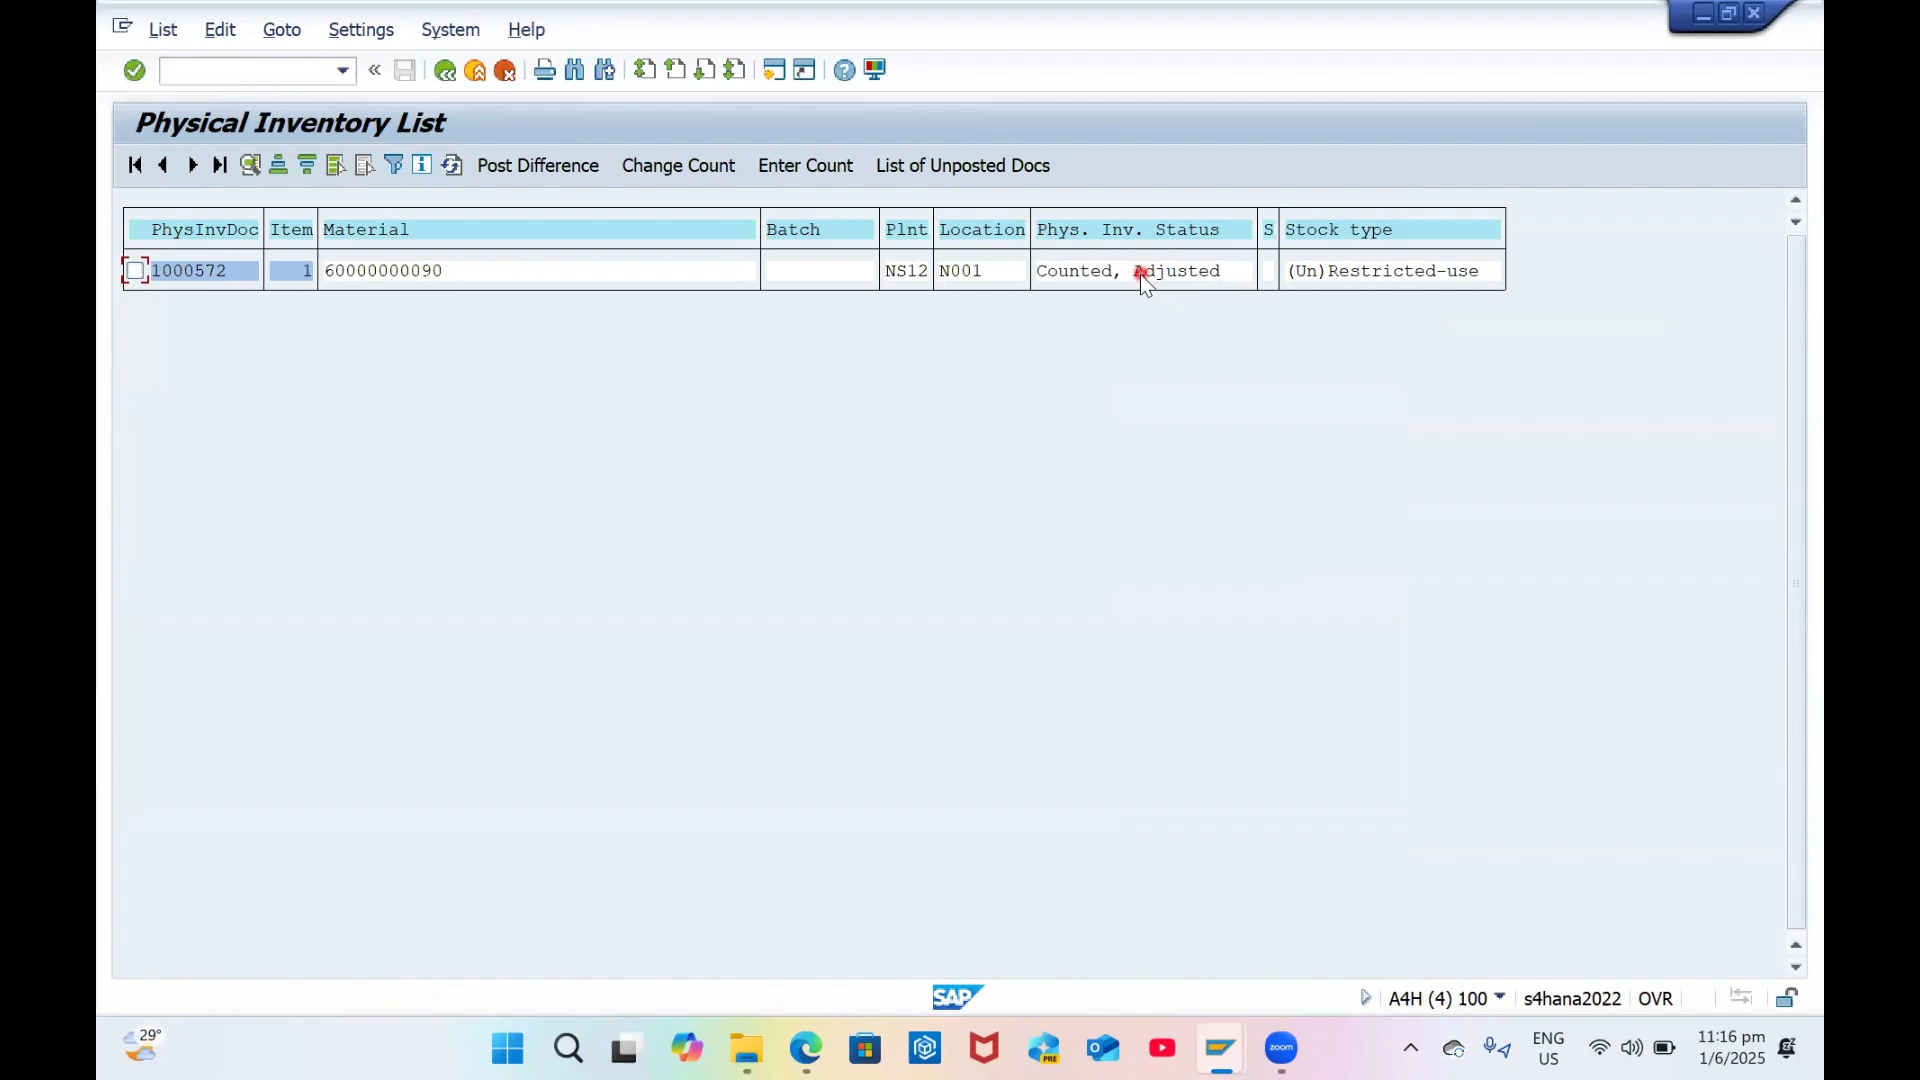 List Edit Goto Settings System Help
Physical Inventory List
Post Difference Change Count Enter Count List of Unposted Docs
PhysInvDoc Item Material Batch Plnt Location Phys. Inv. Status S Stock type
1000572 1 60000000090 NS12 N001 Counted, Adjusted (Un)Restricted-use
SAP A4H (4) 100 s4hana2022 OVR
29° PRE zoom ENG 11:16 pm
US 1/6/2025